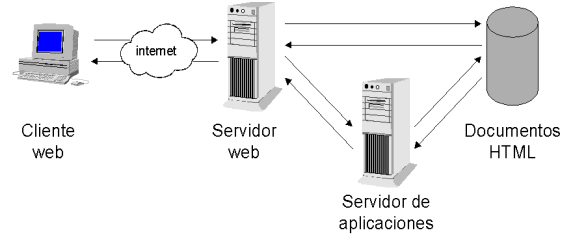 internet
Cliente
web
Servidor
web
Documentos
HTML
Servidor de
aplicaciones